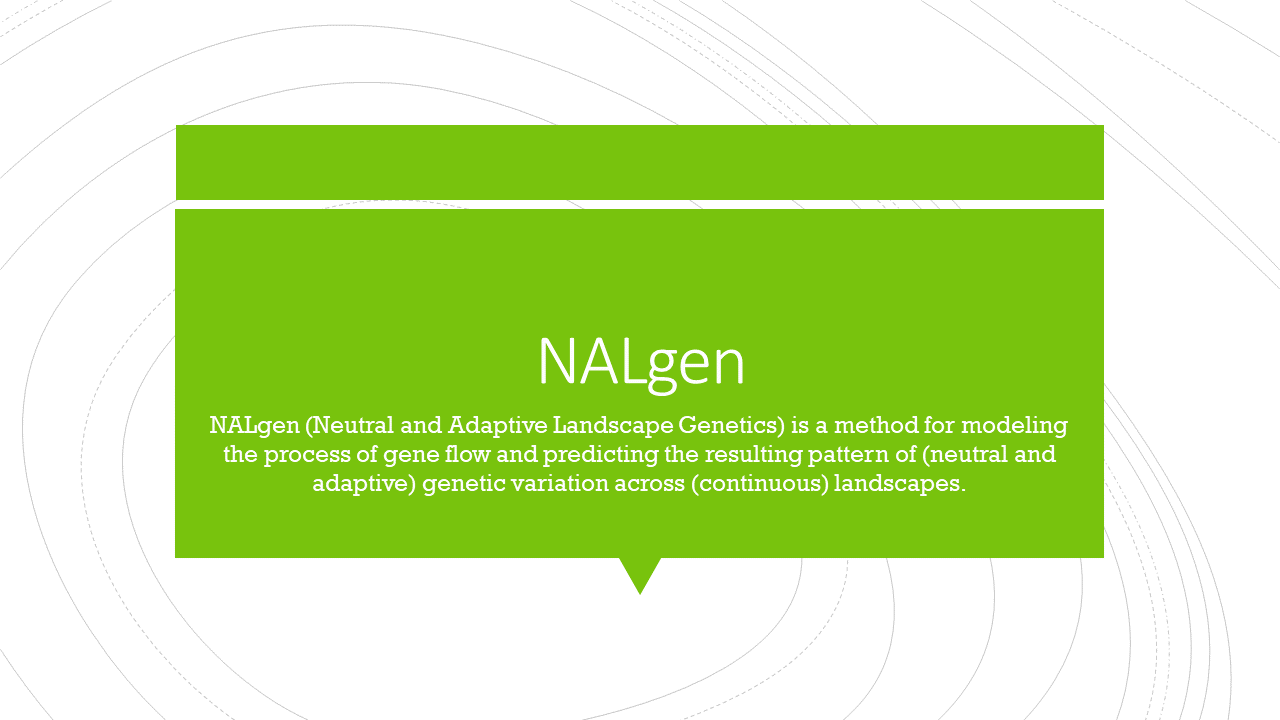 NALgen
NALgen (Neutral and Adaptive Landscape Genetics) is a method for modeling
the process of gene flow and predicting the resulting pattern of (neutral and
adaptive) genetic variation across (continuous) landscapes.